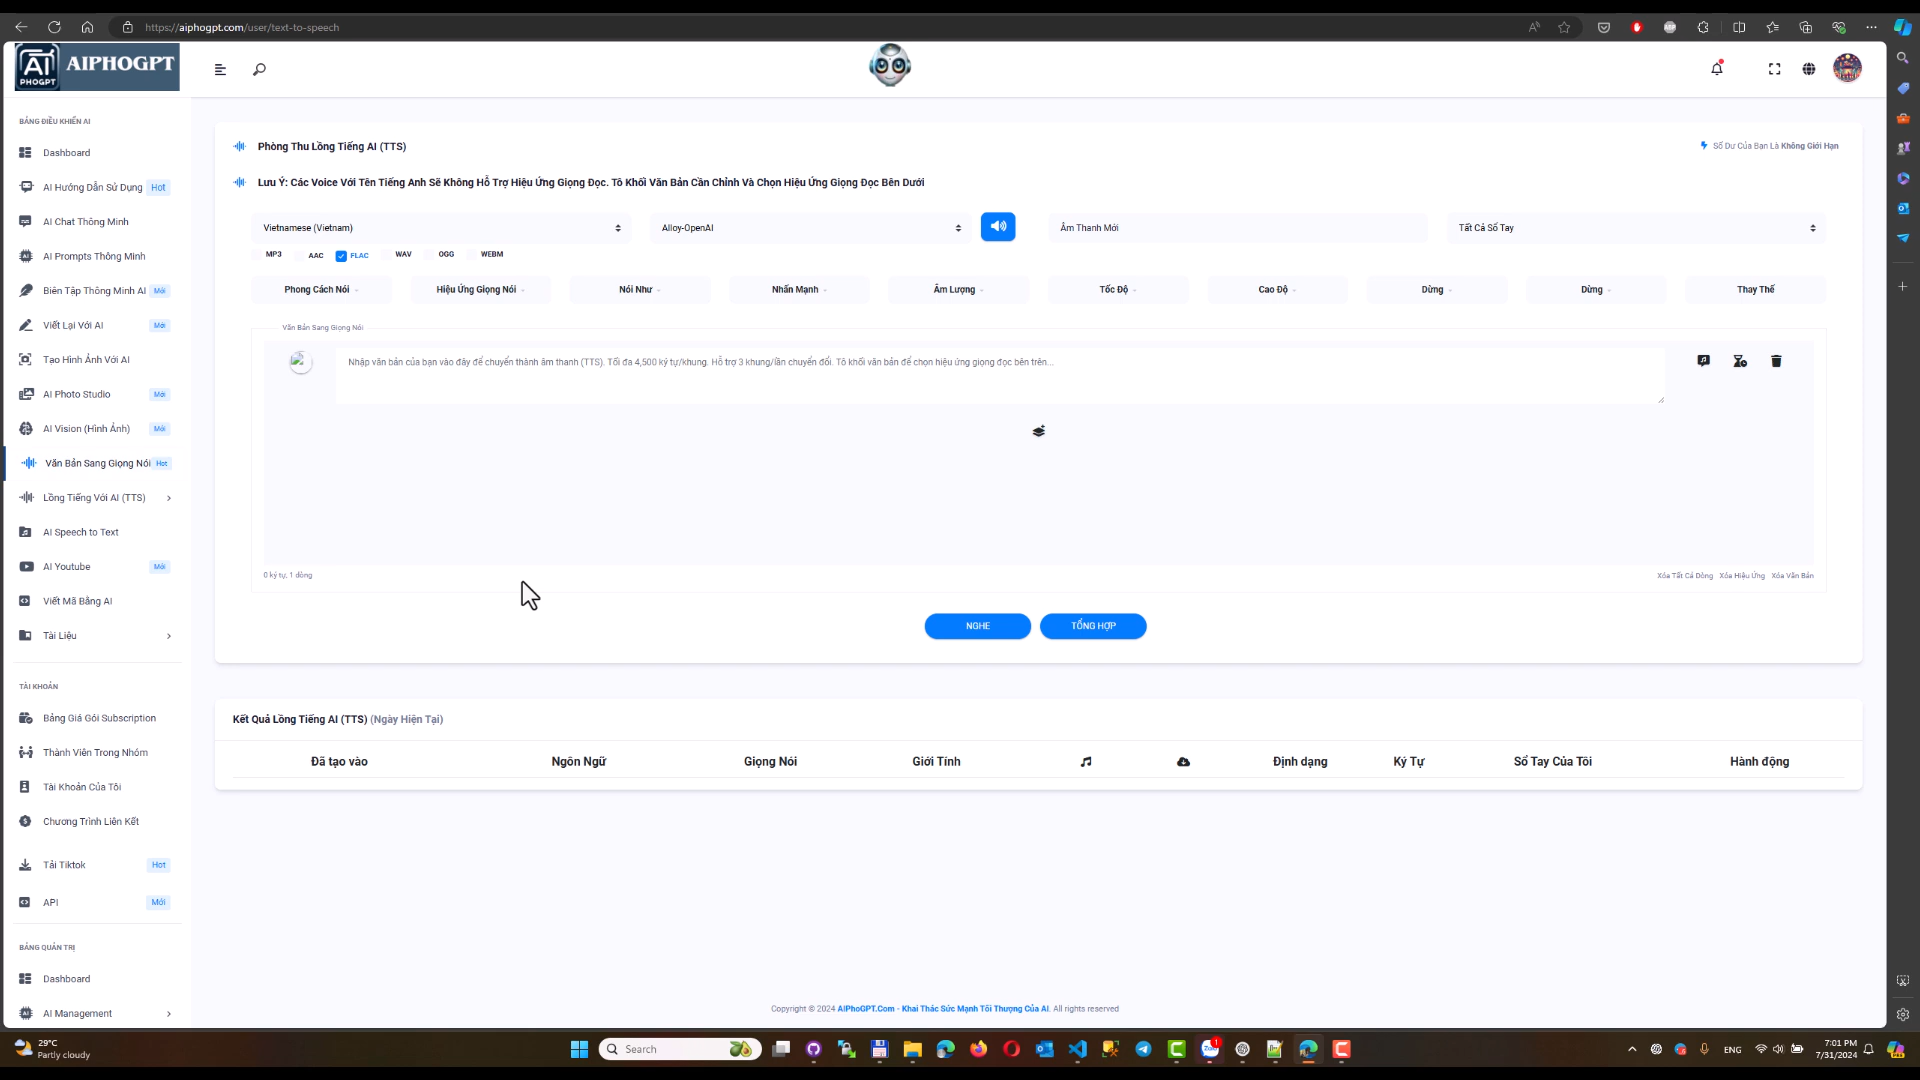 https://aiphogpt.com/user/text-to-speech
AI PHOGPT
AIPHOGPT
BẢNG ĐIỀU KHIỂN AI
Dashboard
AI Hướng Dẫn Sử Dụng Hot
AI Chat Thông Minh
AI Prompts Thông Minh
Biên Tập Thông Minh AI Mới
Viết Lại Với AI Mới
Tạo Hình Ảnh Với AI
AI Photo Studio Mới
AI Vision (Hình Ảnh) Mới
Văn Bản Sang Giọng Nói Hot
Lồng Tiếng Với AI (TTS)
AI Speech to Text
AI Youtube Mới
Viết Mã Bằng AI
Tài Liệu
TÀI KHOẢN
Bảng Giá Gói Subscription
Thành Viên Trong Nhóm
Tài Khoản Của Tôi
Chương Trình Liên Kết
Tải Tiktok Hot
API Mới
BẢNG QUẢN TRỊ
Dashboard
AI Management
Phòng Thu Lồng Tiếng AI (TTS)
Số Dư Của Bạn Là Không Giới Hạn
Lưu Ý: Các Voice Với Tên Tiếng Anh Sẽ Không Hỗ Trợ Hiệu Ứng Giọng Đọc. Tô Khối Văn Bản Cần Chỉnh Và Chọn Hiệu Ứng Giọng Đọc Bên Dưới
Vietnamese (Vietnam) Alloy-OpenAI Âm Thanh Mới Tất Cả Sổ Tay
MP3 AAC FLAC WAV OGG WEBM
Phong Cách Nói Hiệu Ứng Giọng Nói Nói Như Nhấn Mạnh Âm Lượng Tốc Độ Cao Độ Dừng Dừng Thay Thế
Văn Bản Sang Giọng Nói
Nhập văn bản của bạn vào đây để chuyển thành âm thanh (TTS). Tối đa 4,500 ký tự/khung. Hỗ trợ 3 khung/lần chuyển đổi. Tô khối văn bản để chọn hiệu ứng giọng đọc bên trên...
0 ký tự, 1 dòng
Xóa Tất Cả Dòng Xóa Hiệu Ứng Xóa Văn Bản
NGHE TỔNG HỢP
Kết Quả Lồng Tiếng AI (TTS) (Ngày Hiện Tại)
Đã tạo vào Ngôn Ngữ Giọng Nói Giới Tính Định dạng Ký Tự Sổ Tay Của Tôi Hành động
Copyright © 2024 AIPhoGPT.Com - Khai Thác Sức Mạnh Tối Thượng Của AI. All rights reserved
29°C
Partly cloudy
Search
Zalo 1
ENG
7:01 PM
7/31/2024